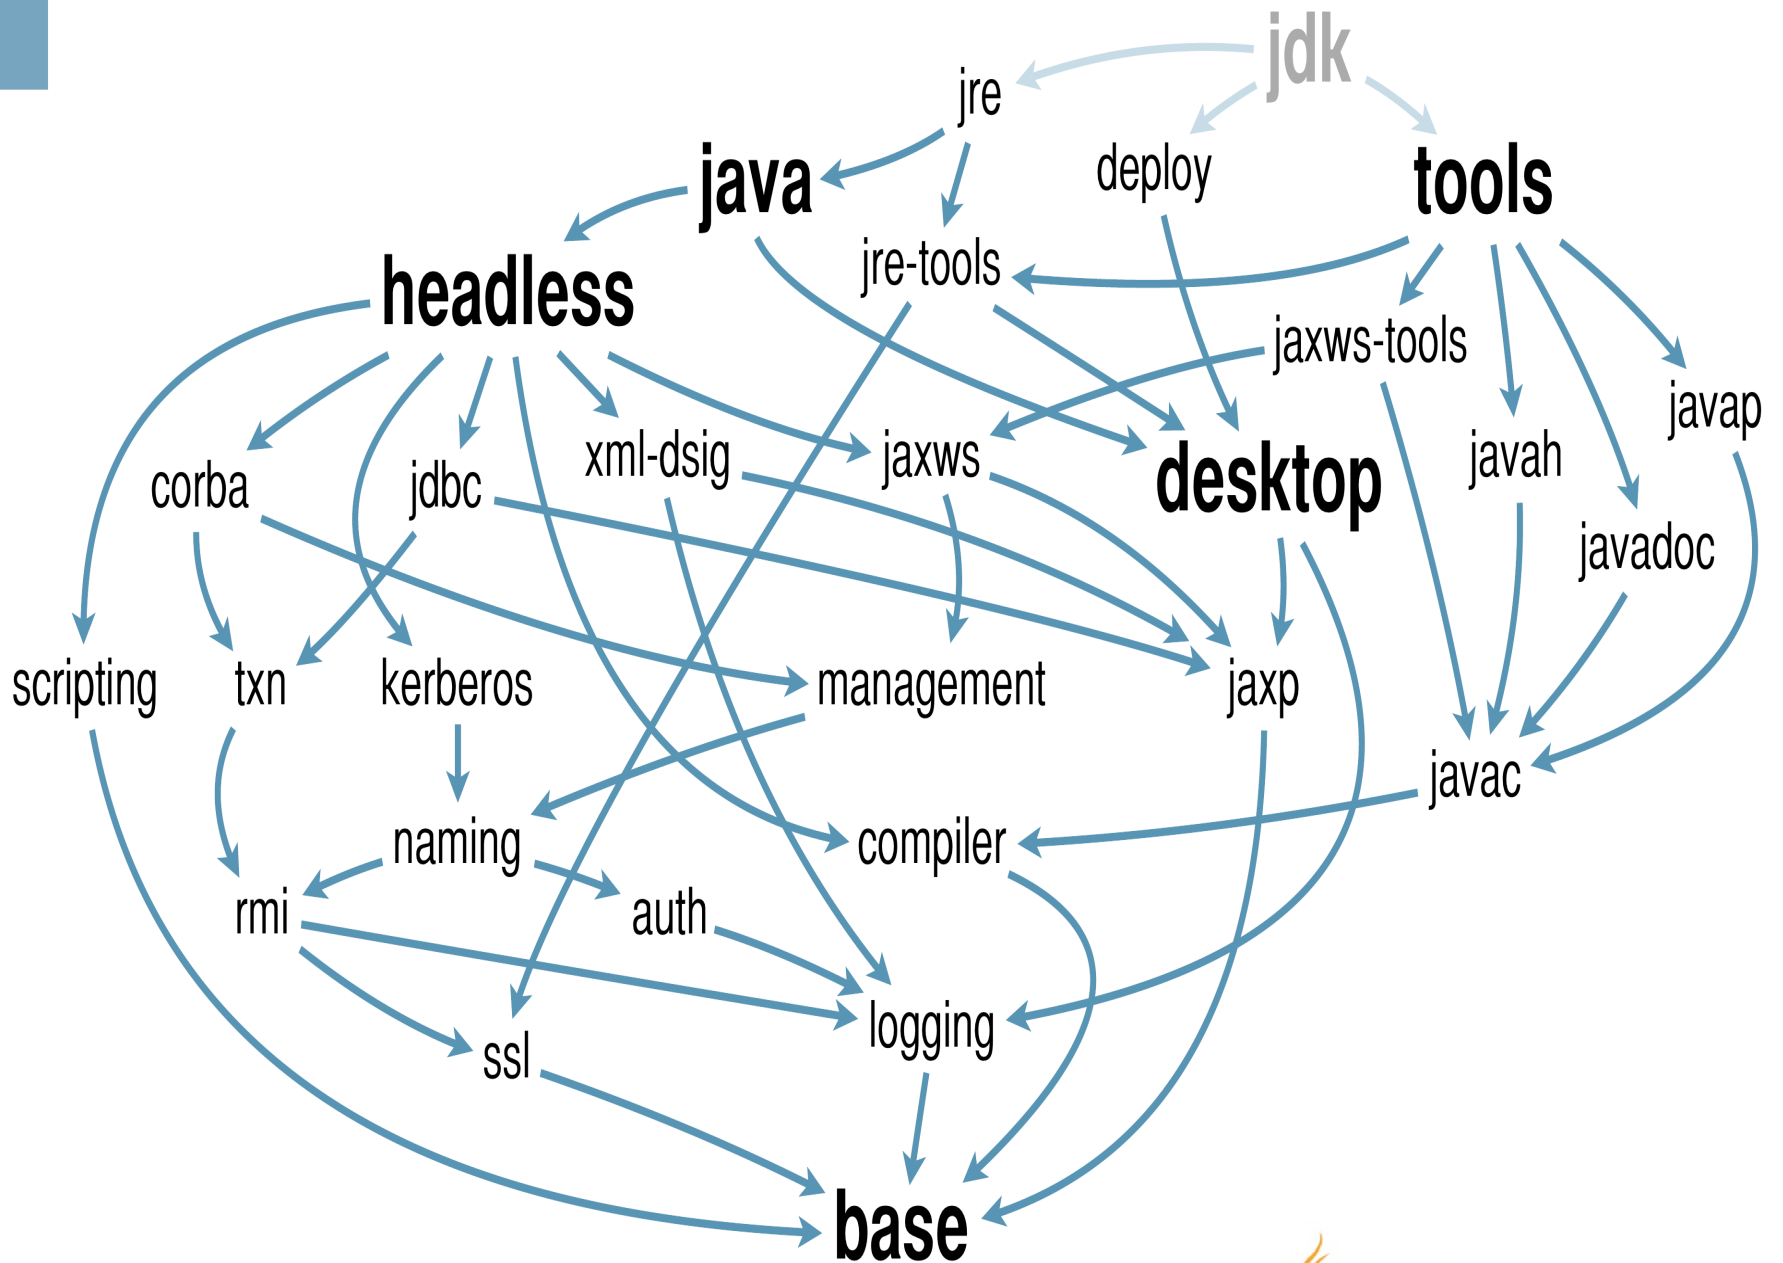 jdk
jre
deploy
java
tools
jre-tools
headless
jaxws-tools
javap
corba
jdbc
xml-dsig
jaxws
desktop
javah
javadoc
scripting
txn
kerberos
management
jaxp
javac
naming
compiler
rmi
auth
logging
ssl
base